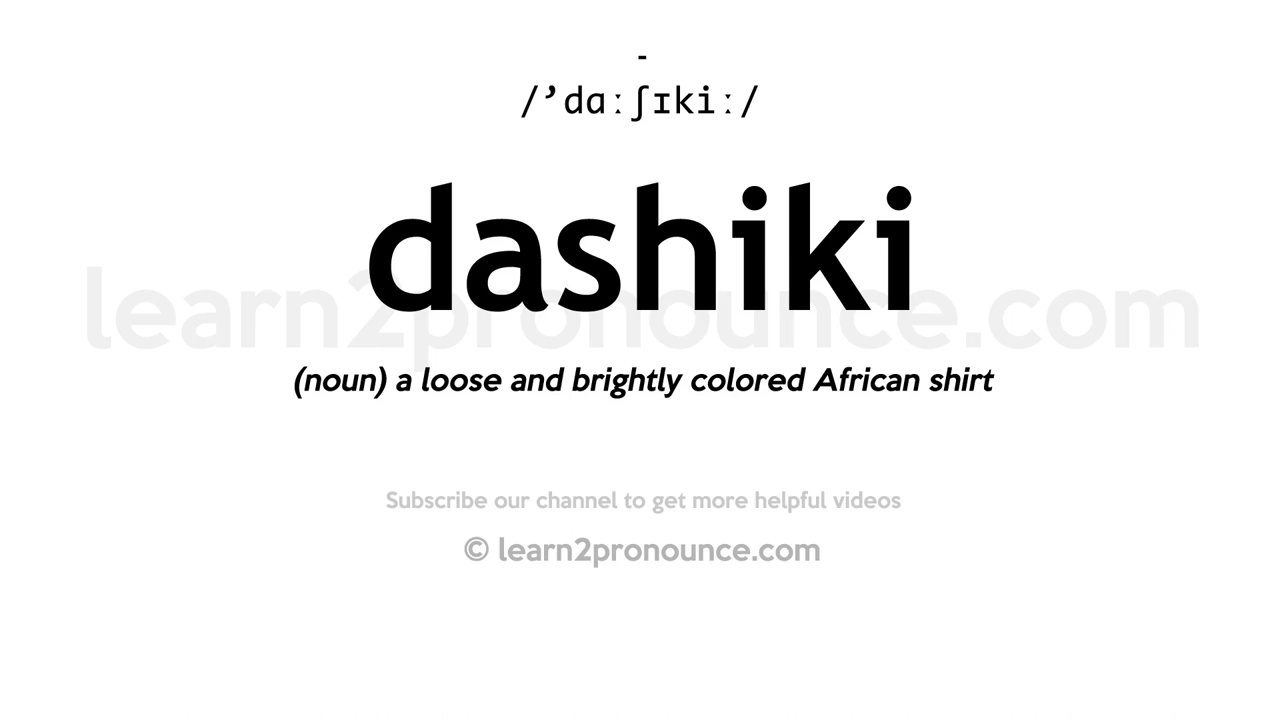 -
/’dɑːʃɪkiː/
dashiki
learn2pronounce.com
(noun) a loose and brightly colored African shirt
Subscribe our channel to get more helpful videos
© learn2pronounce.com